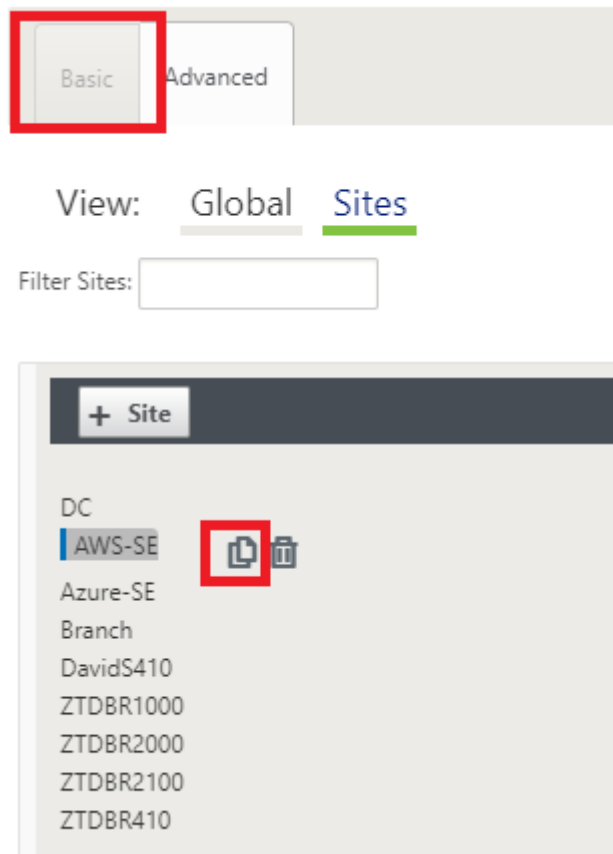 Basic Advanced
View: Global Sites
Filter Sites:
+ Site
DC
AWS-SE
Azure-SE
Branch
DavidS410
ZTDBR1000
ZTDBR2000
ZTDBR2100
ZTDBR410